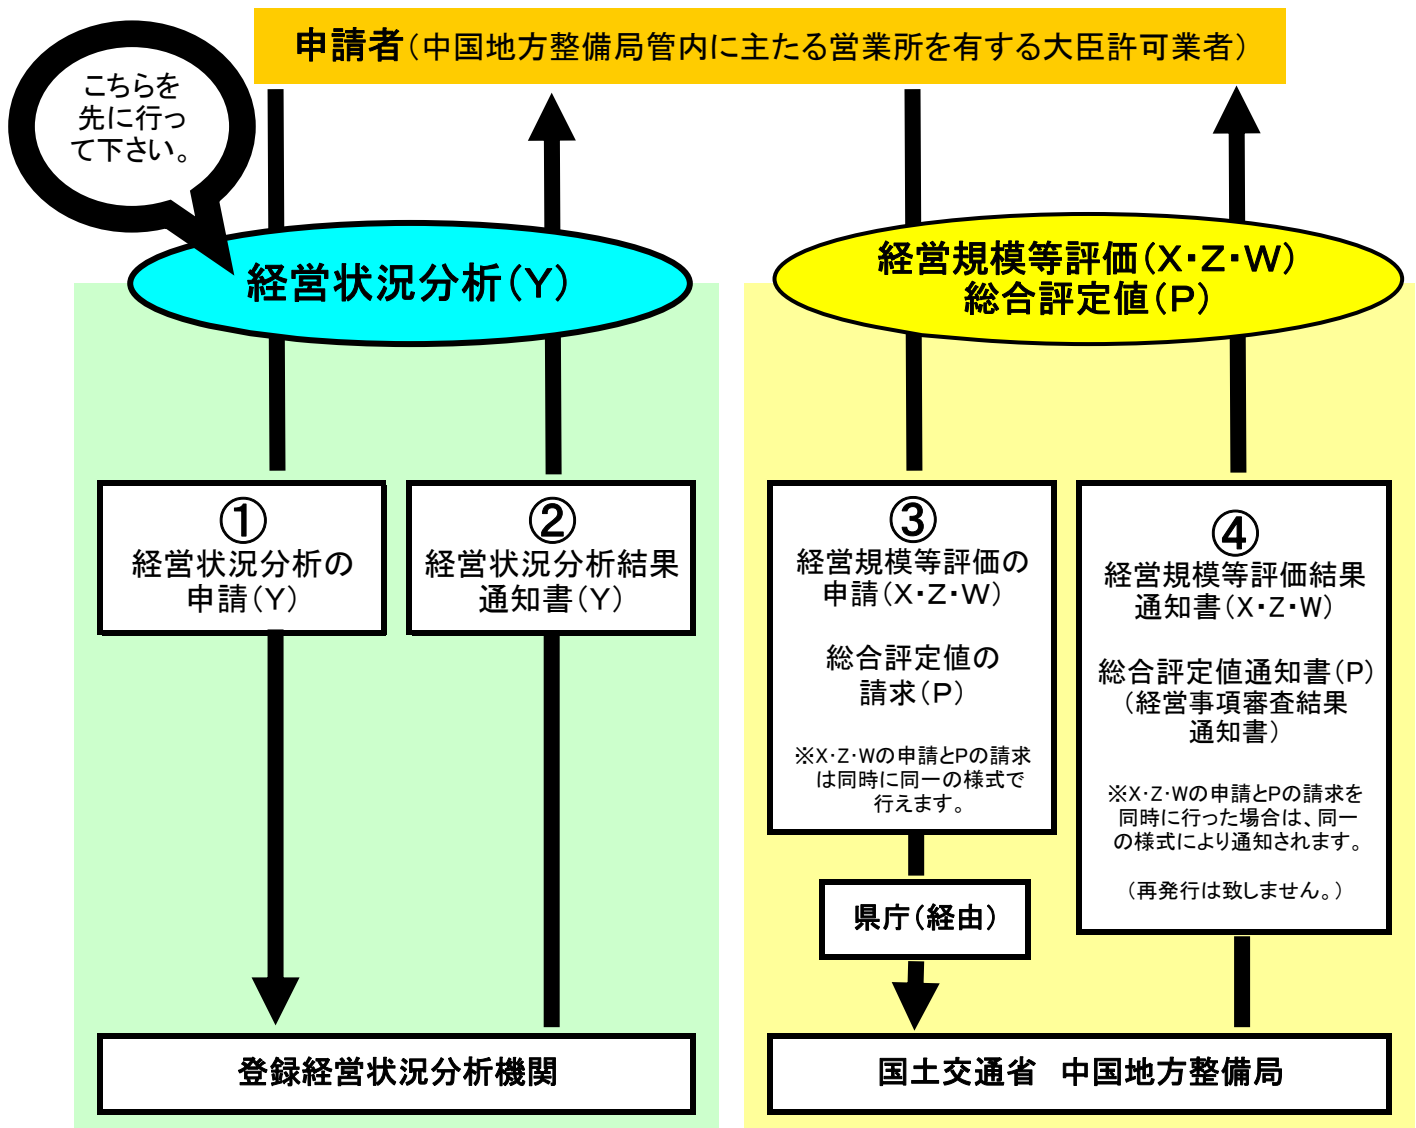 申請者（中国地方整備局管内に主たる営業所を有する大臣許可業者）
こちらを
先に行っ
て下さい。
経営状況分析（Ｙ）
経営規模等評価（Ｘ・Ｚ・Ｗ）
総合評定値（Ｐ）
①
経営状況分析の
申請（Ｙ）
②
経営状況分析結果
通知書（Ｙ）
③
経営規模等評価の
申請（Ｘ・Ｚ・Ｗ）
総合評定値の
請求（Ｐ）
※X・Z・Wの申請とPの請求
は同時に同一の様式で
行えます。
④
経営規模等評価結果
通知書（X・Z・W）
総合評定値通知書（P）
（経営事項審査結果
通知書）
※X・Z・Wの申請とPの請求を
同時に行った場合は、同一
の様式により通知されます。
（再発行は致しません。）
県庁（経由）
登録経営状況分析機関
国土交通省　中国地方整備局